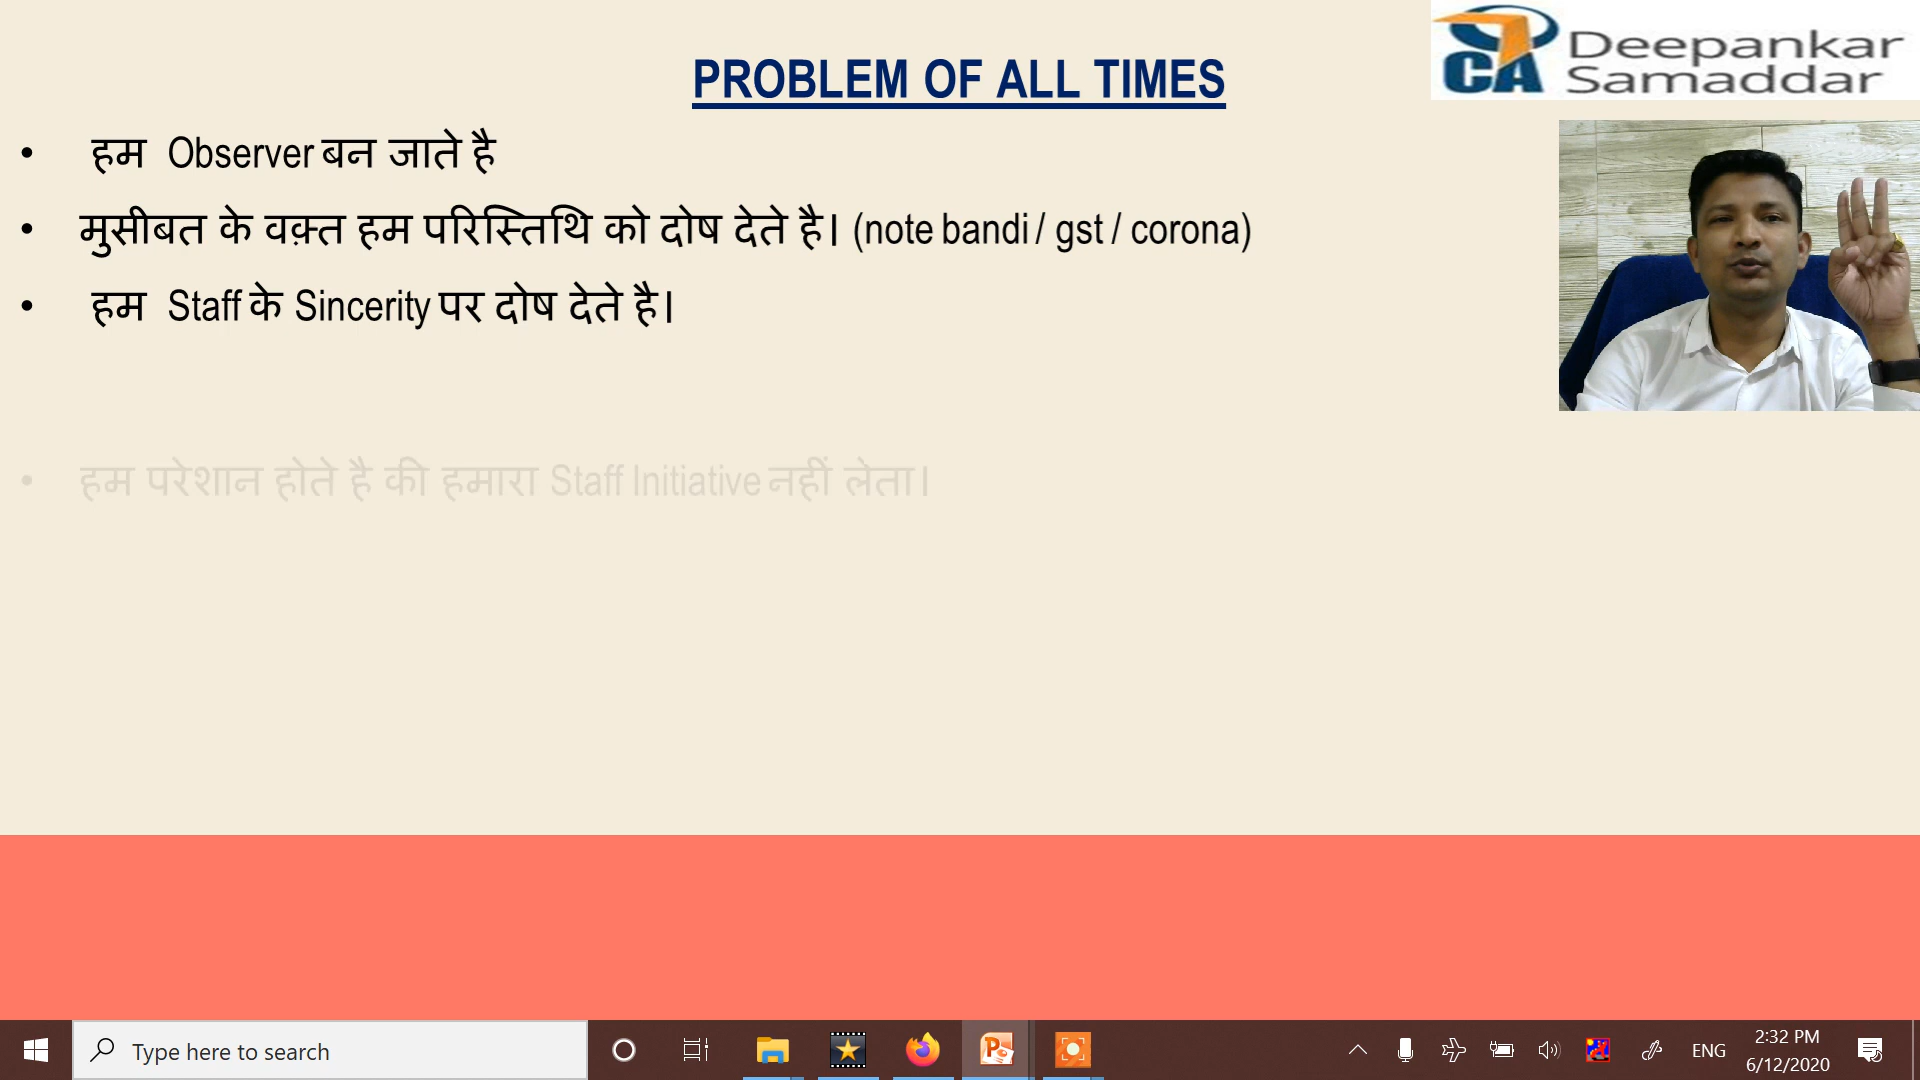 PROBLEM OF ALL TIMES
CA Deepankar
Samaddar
• हम Observer बन जाते है
• मुसीबत के वक़्त हम परिस्तिथि को दोष देते है। (note bandi / gst / corona)
• हम Staff के Sincerity पर दोष देते है।
• हम परेशान होते है की हमारा Staff Initiative नहीं लेता।
Type here to search
ENG
2:32 PM
6/12/2020